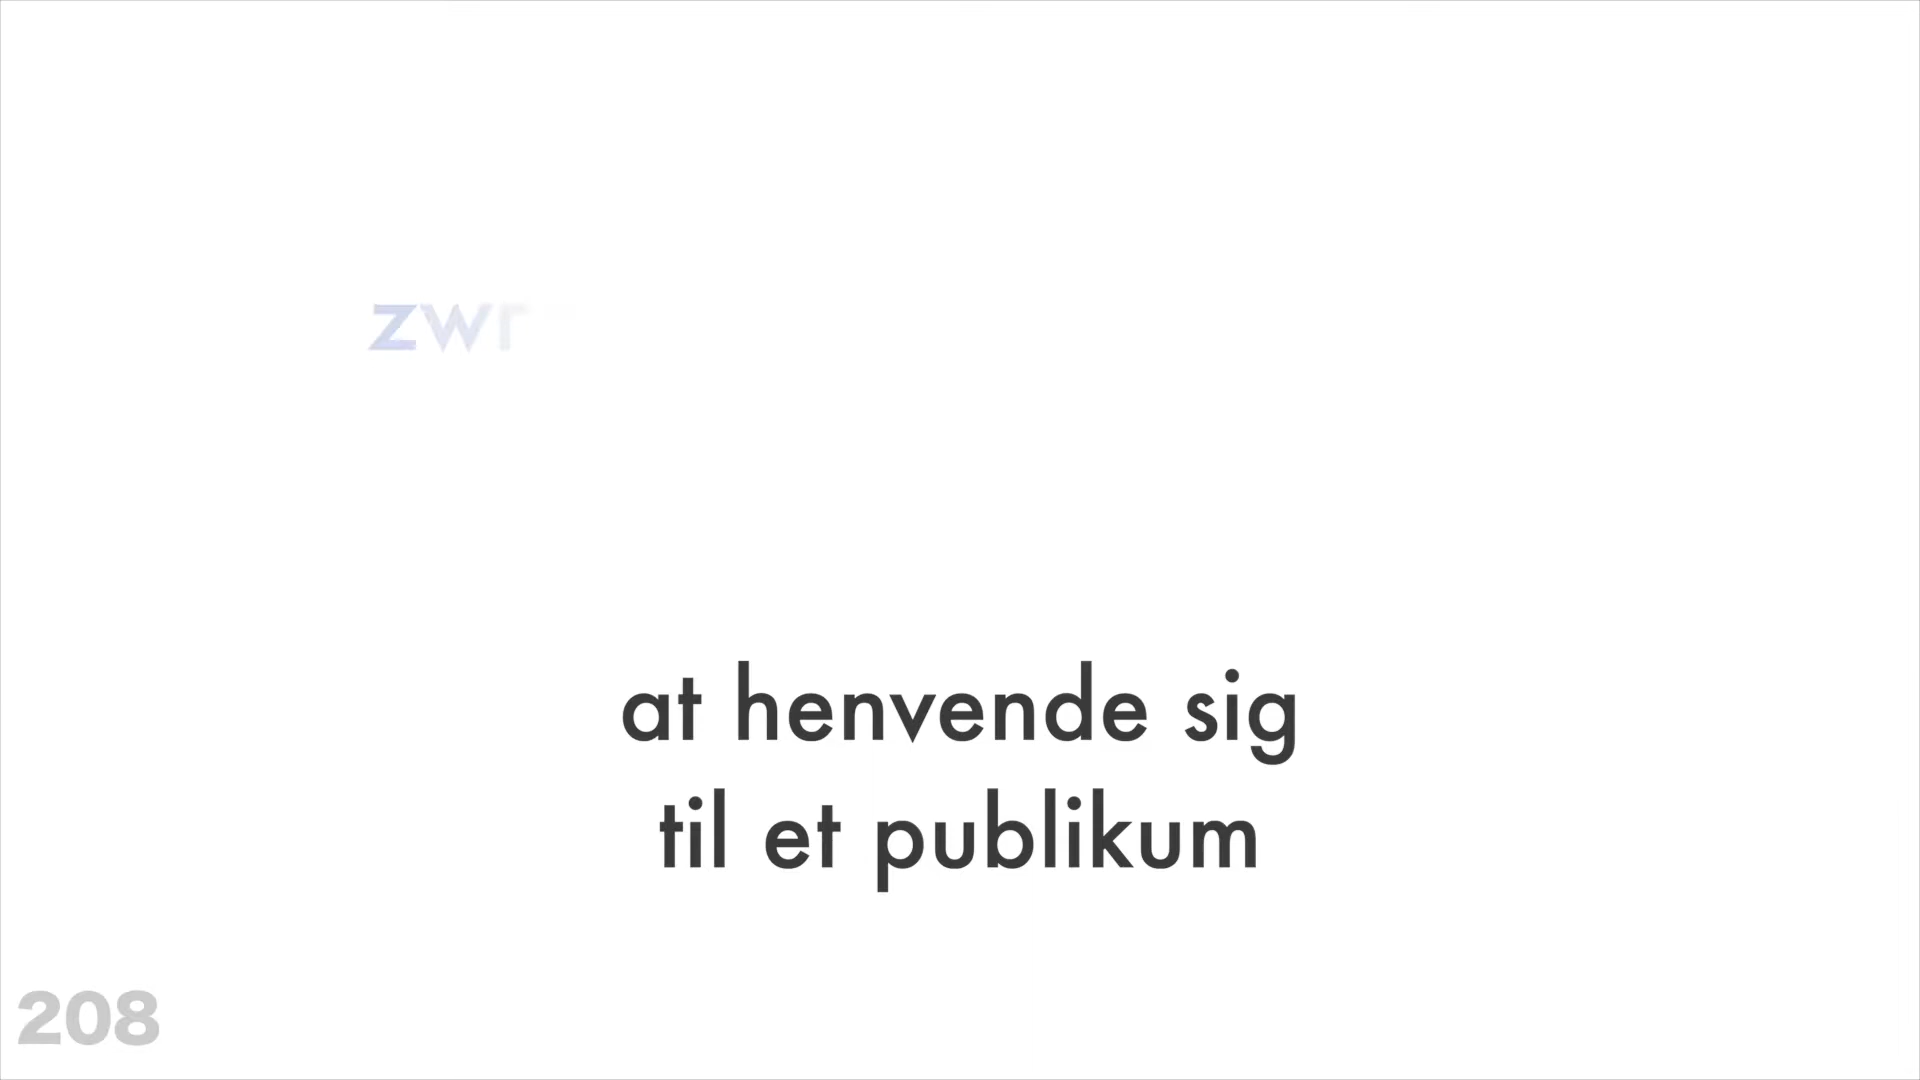 at henvende sig
til et publikum
208